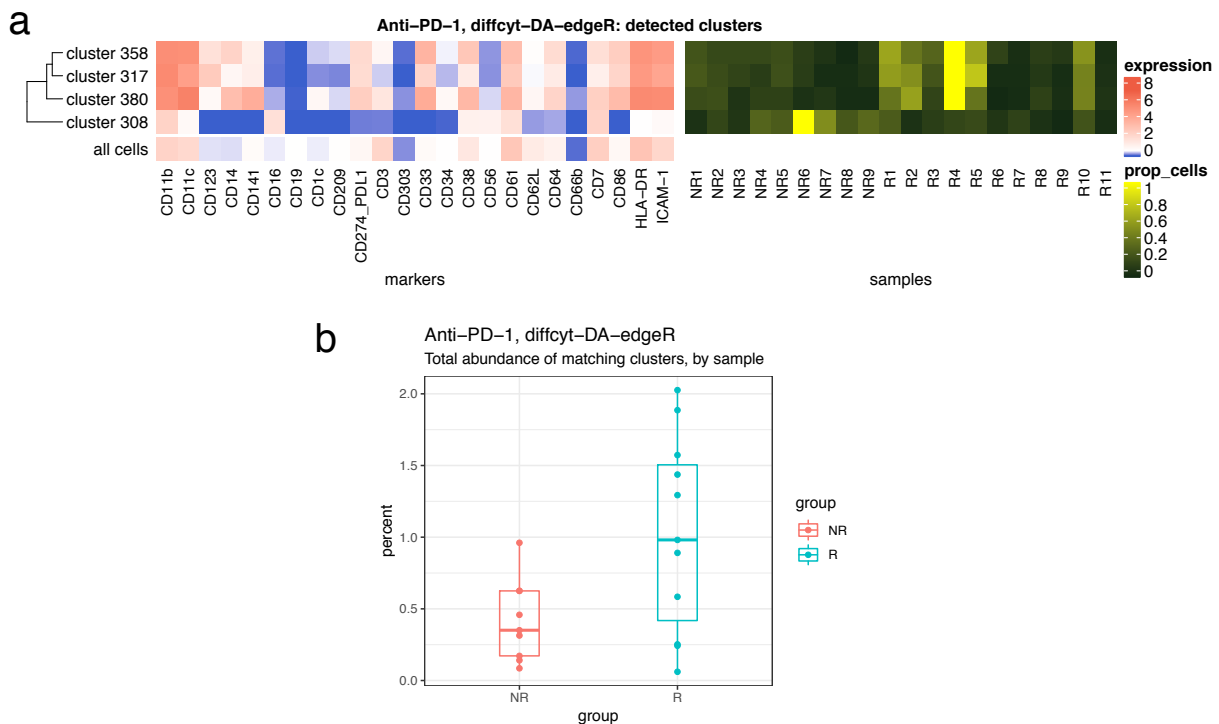 a
Anti−PD−1, diffcyt−DA−edgeR: detected clusters
cluster 358
cluster 317
cluster 380
cluster 308
all cells
CD11b
CD11c
CD123
CD14
CD141
CD16
CD19
CD1c
CD209
CD274_PDL1
CD3
CD303
CD33
CD34
CD38
CD56
CD61
CD62L
CD64
CD66b
CD7
CD86
HLA−DR
ICAM−1
markers
NR1
NR2
NR3
NR4
NR5
NR6
NR7
NR8
NR9
R1
R2
R3
R4
R5
R6
R7
R8
R9
R10
R11
samples
expression
8
6
4
2
0
prop_cells
1
0.8
0.6
0.4
0.2
0
b
Anti−PD−1, diffcyt−DA−edgeR
Total abundance of matching clusters, by sample
percent
2.0
1.5
1.0
0.5
0.0
NR
R
group
group
NR
R